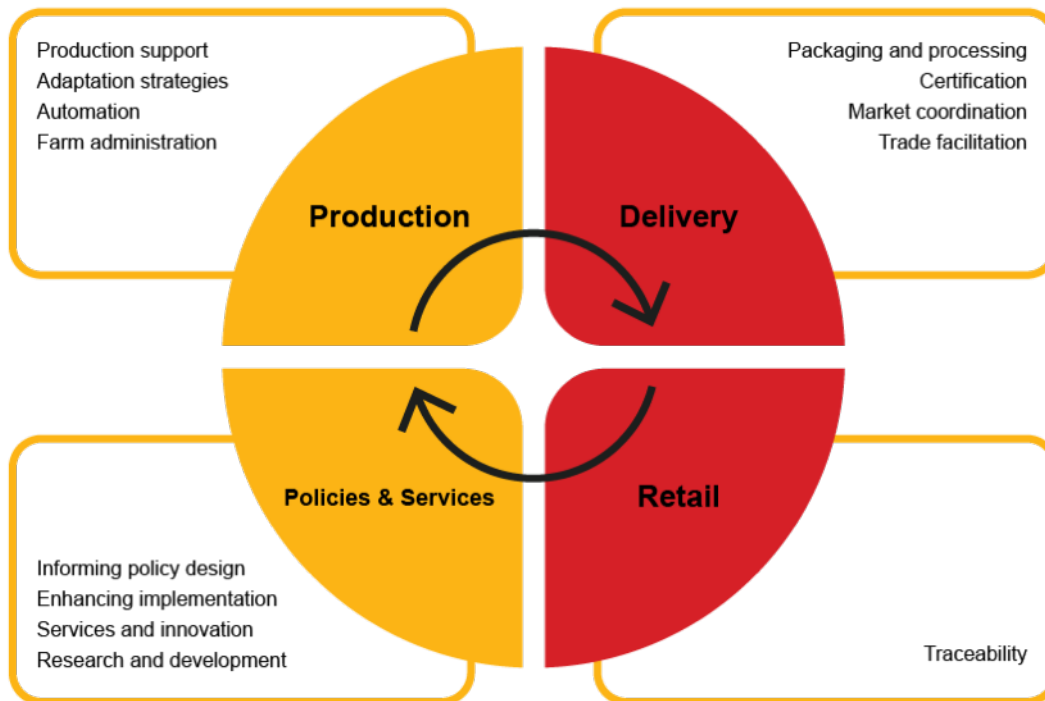 Production support
Adaptation strategies
Automation
Farm administration
Packaging and processing
Certification
Market coordination
Trade facilitation
Production
Delivery
Policies & Services
Retail
Informing policy design
Enhancing implementation
Services and innovation
Research and development
Traceability